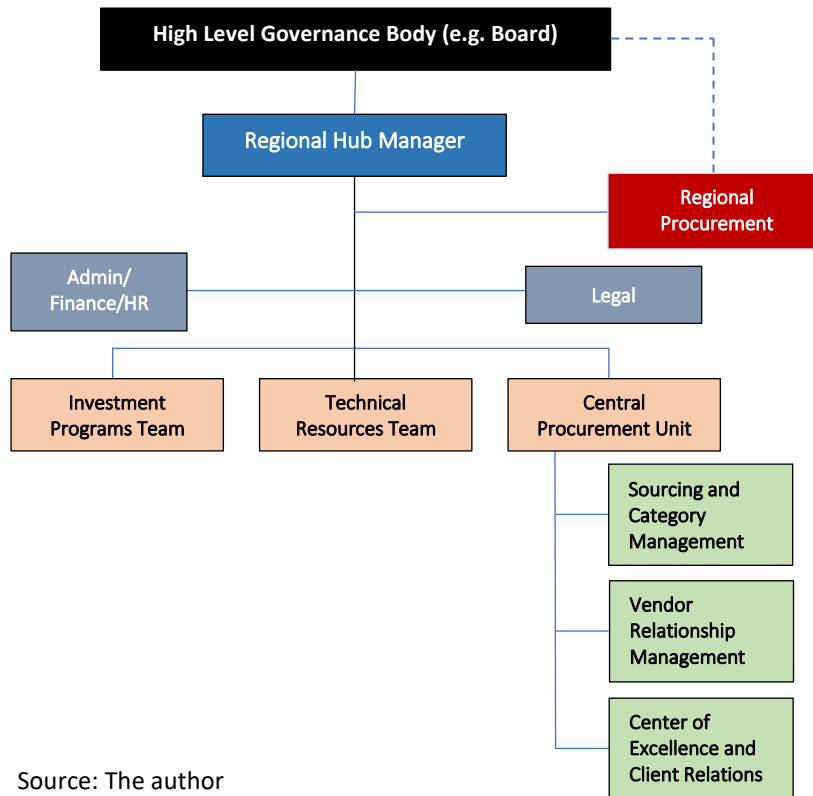 High Level Governance Body (e.g. Board)
Regional Hub Manager
Regional
Procurement
Admin/
Finance/HR
Legal
Investment
Programs Team
Technical
Resources Team
Central
Procurement Unit
Sourcing and
Category
Management
Vendor
Relationship
Management
Center of
Excellence and
Client Relations
Source: The author